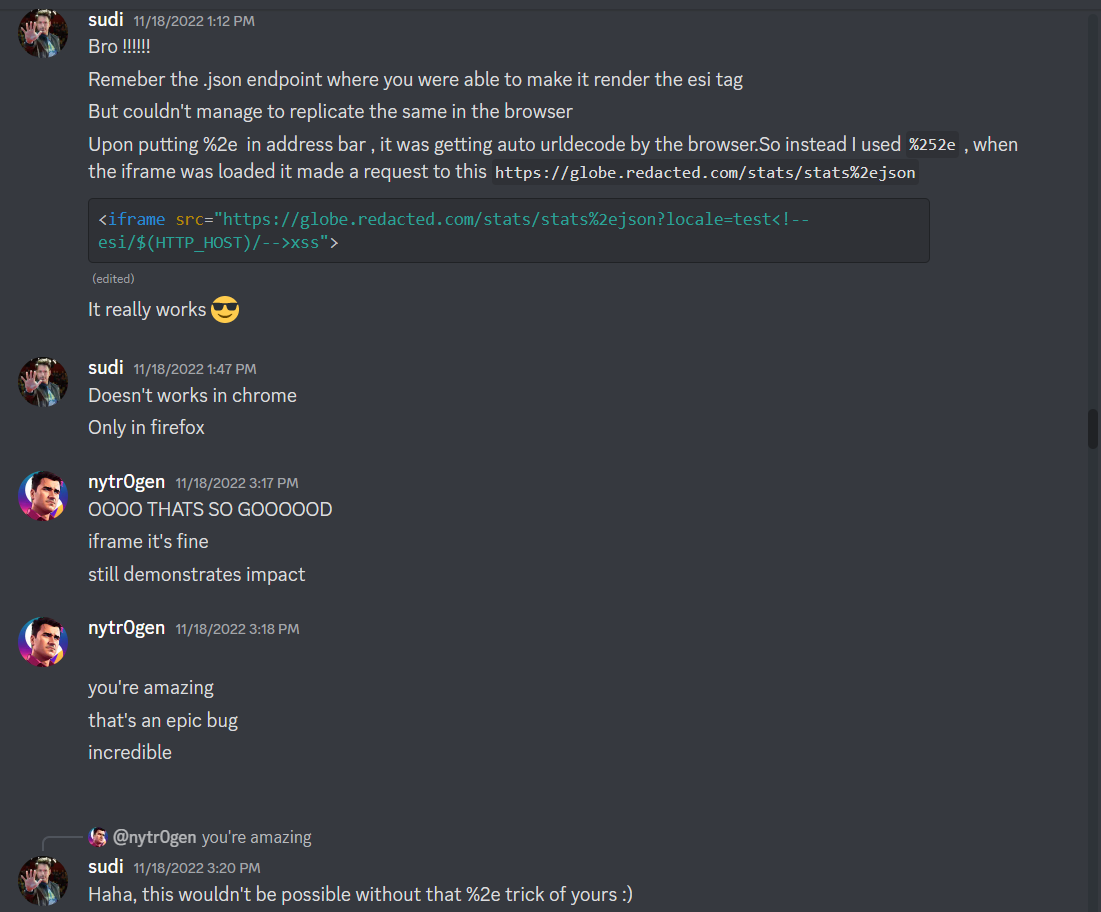 sudi 11/18/2022 1:12 PM
Bro !!!!!!
Remeber the .json endpoint where you were able to make it render the esi tag
But couldn't manage to replicate the same in the browser
Upon putting %2e in address bar , it was getting auto urldecode by the browser.So instead I used %252e , when
the iframe was loaded it made a request to this https://globe.redacted.com/stats/stats%2ejson
<iframe src="https://globe.redacted.com/stats/stats%2ejson?locale=test<!--
esi/$(HTTP_HOST)/-->xss">
(edited)
It really works 😎
sudi 11/18/2022 1:47 PM
Doesn't works in chrome
Only in firefox
nytr0gen 11/18/2022 3:17 PM
OOOO THATS SO GOOOOOD
iframe it's fine
still demonstrates impact
nytr0gen 11/18/2022 3:18 PM
you're amazing
that's an epic bug
incredible
@nytr0gen you're amazing
sudi 11/18/2022 3:20 PM
Haha, this wouldn't be possible without that %2e trick of yours :)